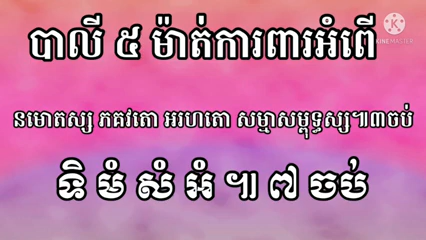 បាលី ៥ ម៉ាត់ការពារអំពើ
នមោតស្ស ភគវតោ អរហតោ សម្មាសម្ពុទ្ធស្ស៕៣ចប់
ទិ មំ សំ អំ ៕ ៧ ចប់
KINEMASTER